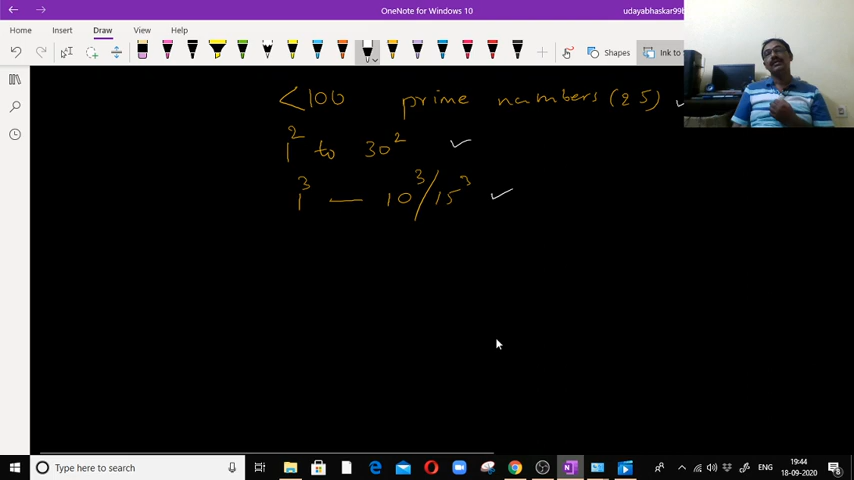 OneNote for Windows 10
udayabhaskar99
Home Insert Draw View Help
Shapes
Ink to
<100 prime numbers (25) ✓
1² to 30² ✓
1³ — 10³/15³ ✓
Type here to search
ENG
19:44
18-09-2020